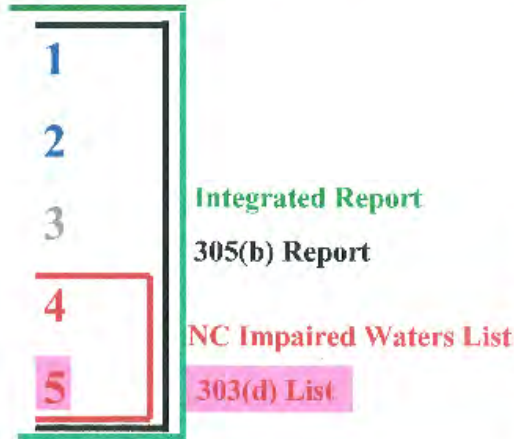 1
2
3
Integrated Report
305(b) Report
4
NC Impaired Waters List
5
303(d) List